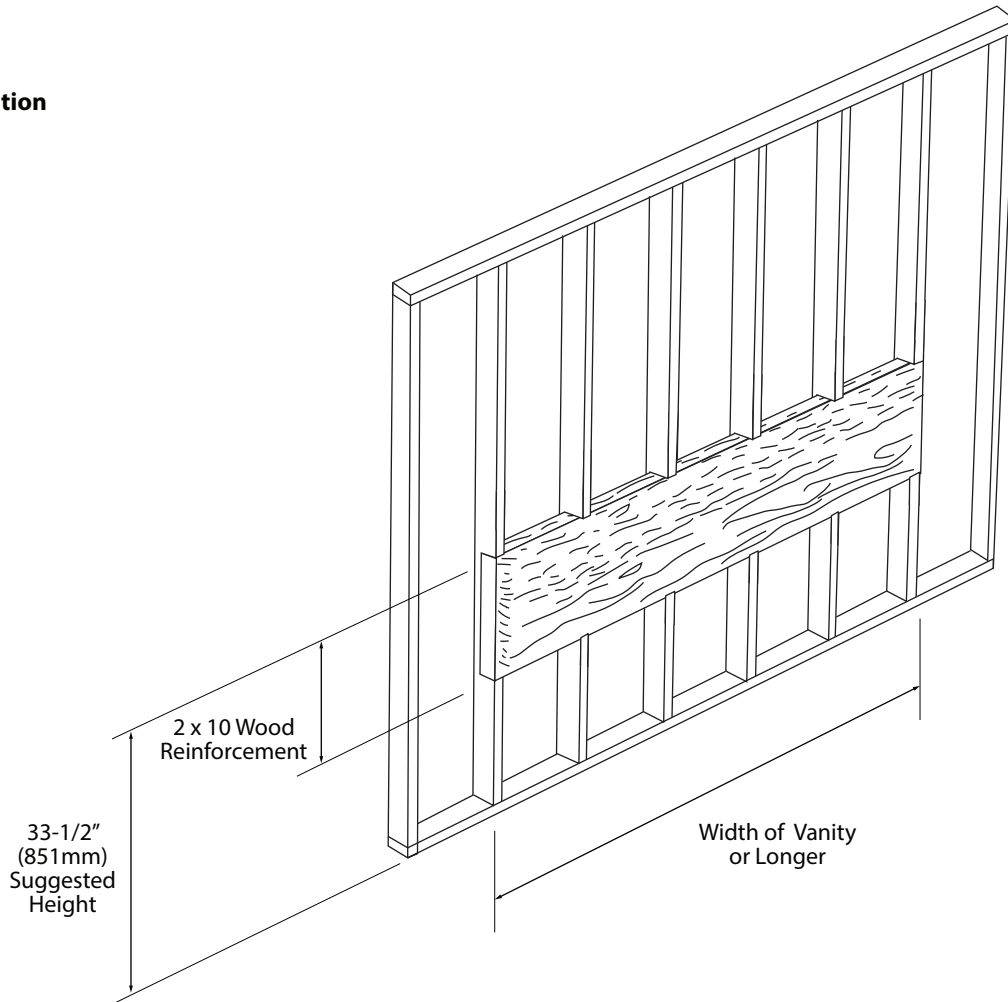 tion
2 x 10 Wood
Reinforcement
33-1/2”
(851mm)
Suggested
Height
Width of Vanity
or Longer